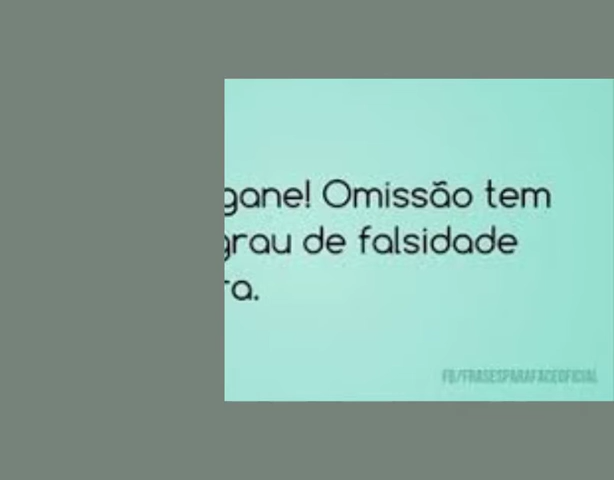 gane! Omissão tem
grau de falsidade
ra.
FB/FRASESPARAFACEOFICIAL